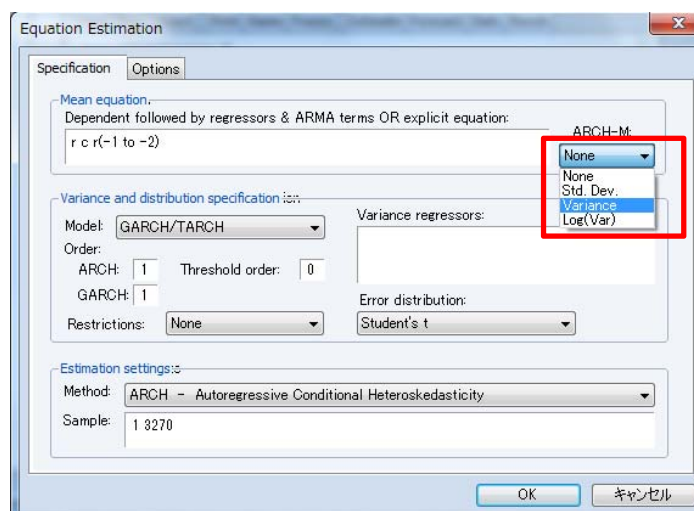 Equation Estimation
Specification Options
Mean equation.
Dependent followed by regressors & ARMA terms OR explicit equation:
r c r(-1 to -2)
ARCH-M:
None
None
Std. Dev.
Variance
Log(Var)
Variance and distribution specification
Model: GARCH/TARCH
Order:
ARCH: 1 Threshold order: 0
GARCH: 1
Restrictions: None
Variance regressors:
Error distribution:
Student's t
Estimation settings:
Method: ARCH - Autoregressive Conditional Heteroskedasticity
Sample: 1 3270
OK キャンセル